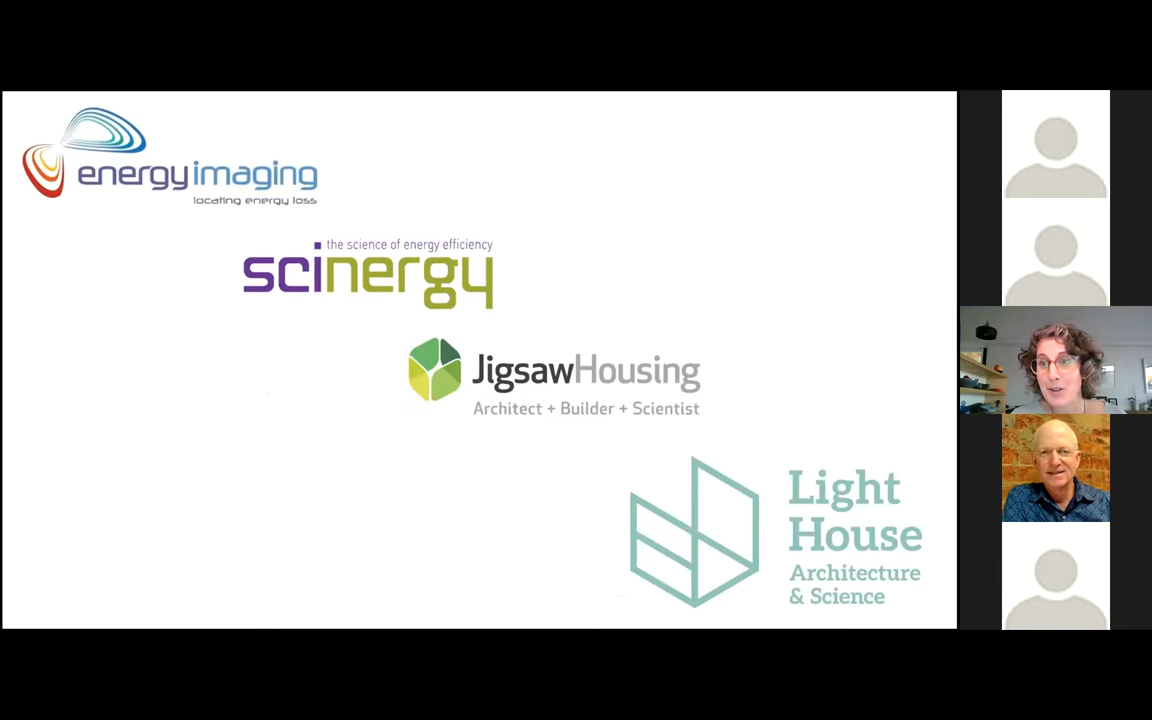 energyimaging
locating energy loss
the science of energy efficiency
scinergy
JigsawHousing
Architect + Builder + Scientist
Light
House
Architecture
& Science